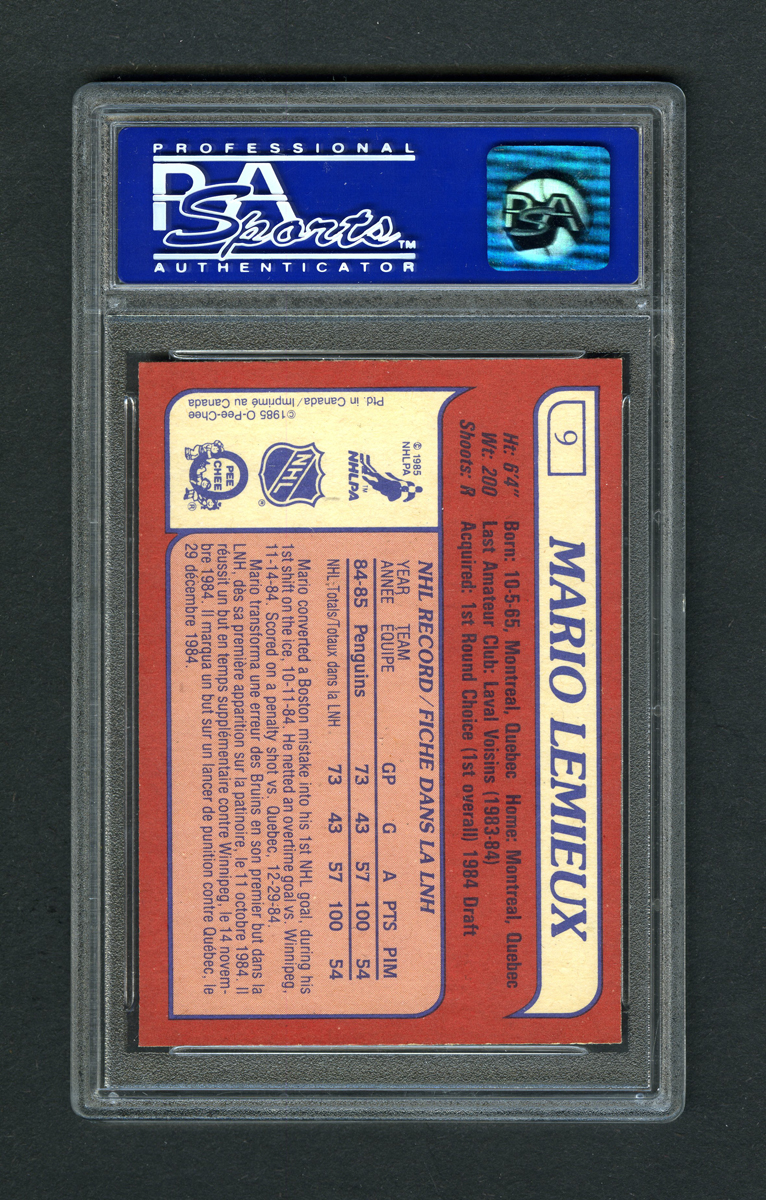 PROFESSIONAL
PSA
Sports™
AUTHENTICATOR
PSA
9
MARIO LEMIEUX
Ht: 6'4" Born: 10-5-65, Montreal, Quebec Home: Montreal, Quebec
Wt: 200 Last Amateur Club: Laval Voisins (1983-84)
Shoots: R Acquired: 1st Round Choice (1st overall) 1984 Draft
© 1985
NHLPA
NHLPA™
NHL®
O
PEE
CHEE
©1985 O-Pee-Chee
Ptd. in Canada/Imprimé au Canada
NHL RECORD/FICHE DANS LA LNH
YEAR TEAM GP G A PTS PIM
ANNÉE ÉQUIPE
84-85 Penguins 73 43 57 100 54
NHL Totals/Totaux dans la LNH 73 43 57 100 54
Mario converted a Boston mistake into his 1st NHL goal, during his
1st shift on the ice, 10-11-84. He netted an overtime goal vs. Winnipeg,
11-14-84. Scored on a penalty shot vs. Quebec, 12-29-84.
Mario transforma une erreur des Bruins en son premier but dans la
LNH dès sa première apparition sur la patinoire, le 11 octobre 1984. Il
réussit un but en temps supplémentaire contre Winnipeg, le 14 novem-
bre 1984. Il marqua un but sur un lancer de punition contre Québec, le
29 décembre 1984.